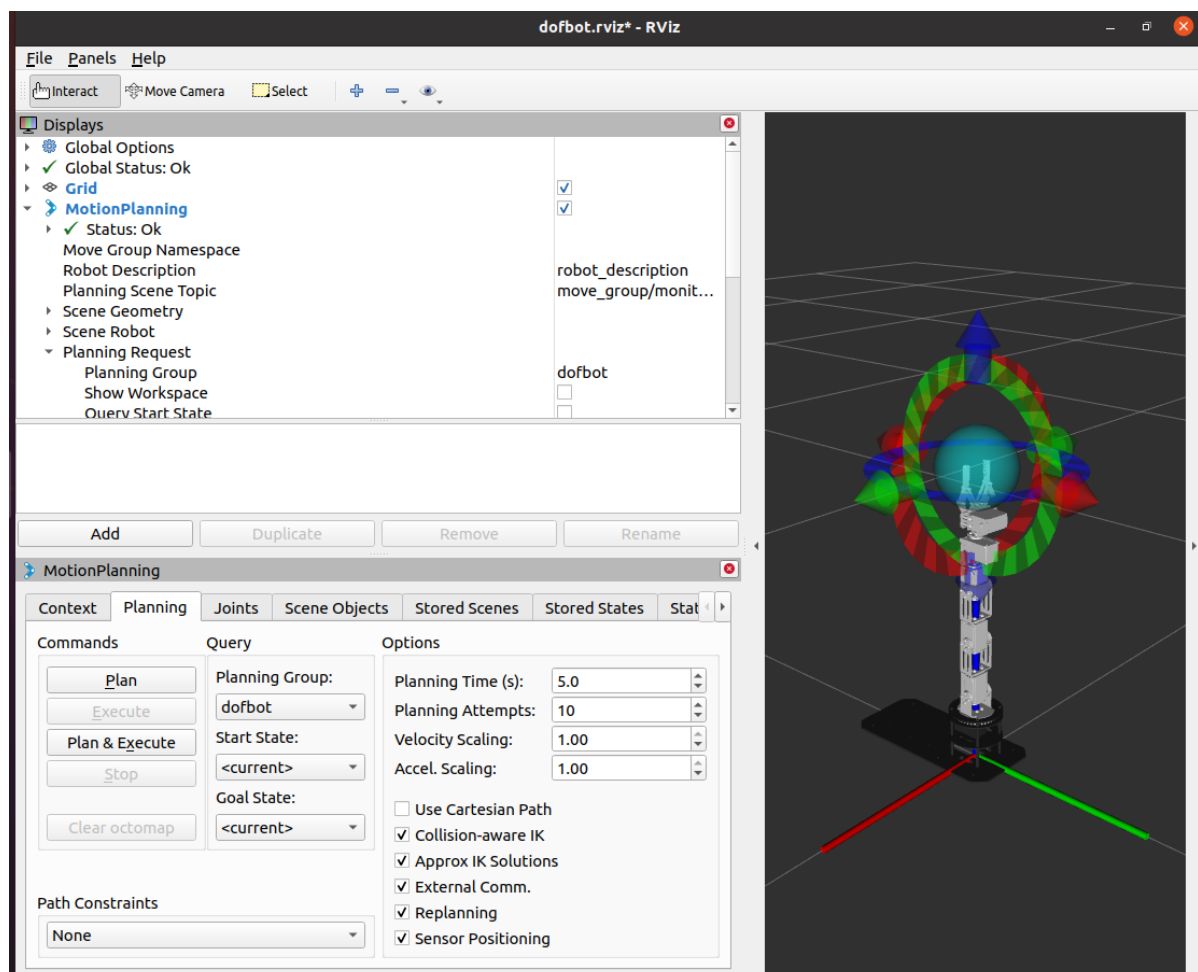 dofbot.rviz* - RViz
File Panels Help
Interact Move Camera Select
Displays
Global Options
Global Status: Ok
Grid
MotionPlanning
Status: Ok
Move Group Namespace
Robot Description robot_description
Planning Scene Topic move_group/monit...
Scene Geometry
Scene Robot
Planning Request
Planning Group dofbot
Show Workspace
Query Start State
Add Duplicate Remove Rename
MotionPlanning
Context Planning Joints Scene Objects Stored Scenes Stored States Stat
Commands Query Options
Plan Planning Group: Planning Time (s): 5.0
Execute dofbot Planning Attempts: 10
Plan & Execute Start State: Velocity Scaling: 1.00
Stop <current> Accel. Scaling: 1.00
Goal State:
Use Cartesian Path
Clear octomap <current> Collision-aware IK
Approx IK Solutions
External Comm.
Path Constraints
Replanning
None Sensor Positioning